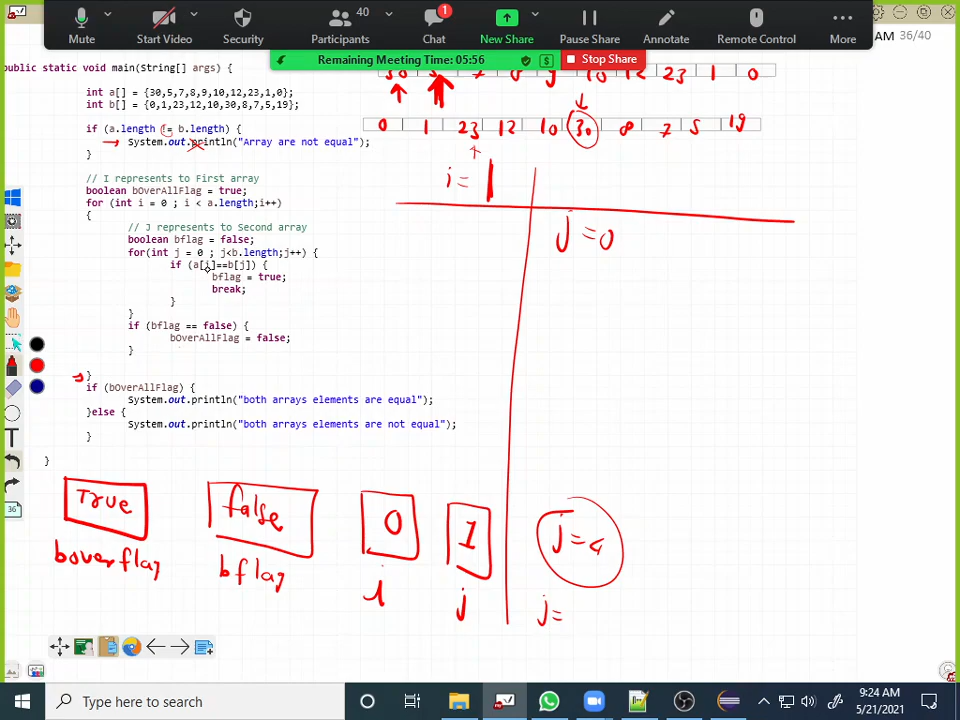 40
1
Mute
Start Video
Security
Participants
Chat
New Share
Pause Share
Annotate
Remote Control
More
AM 36/40
Remaining Meeting Time: 05:56
$
Stop Share
public static void main(String[] args) {
int a[] = {30,5,7,8,9,10,12,23,1,0};
int b[] = {0,1,23,12,10,30,8,7,5,19};
if (a.length != b.length) {
System.out.println("Array are not equal");
}
// I represents to First array
boolean bOverAllFlag = true;
for (int i = 0 ; i < a.length;i++)
{
// J represents to Second array
boolean bflag = false;
for(int j = 0 ; j<b.length;j++) {
if (a[i]==b[j]) {
bflag = true;
break;
}
}
if (bflag == false) {
bOverAllFlag = false;
}
}
if (bOverAllFlag) {
System.out.println("both arrays elements are equal");
}else {
System.out.println("both arrays elements are not equal");
}
}
30 7 8 9 10 12 23 1 0
0 1 23 12 10 30 8 7 5 19
i = 1
j = 0
True
false
0
1
j =
boverflag
bflag
i
j
j =
36
Type here to search
9:24 AM
5/21/2021